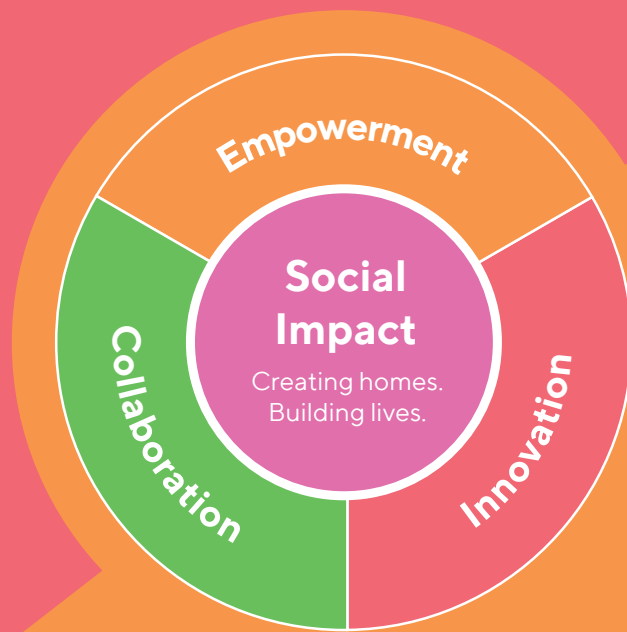 Empowerment
Social
Impact
Creating homes.
Building lives.
Collaboration
Innovation